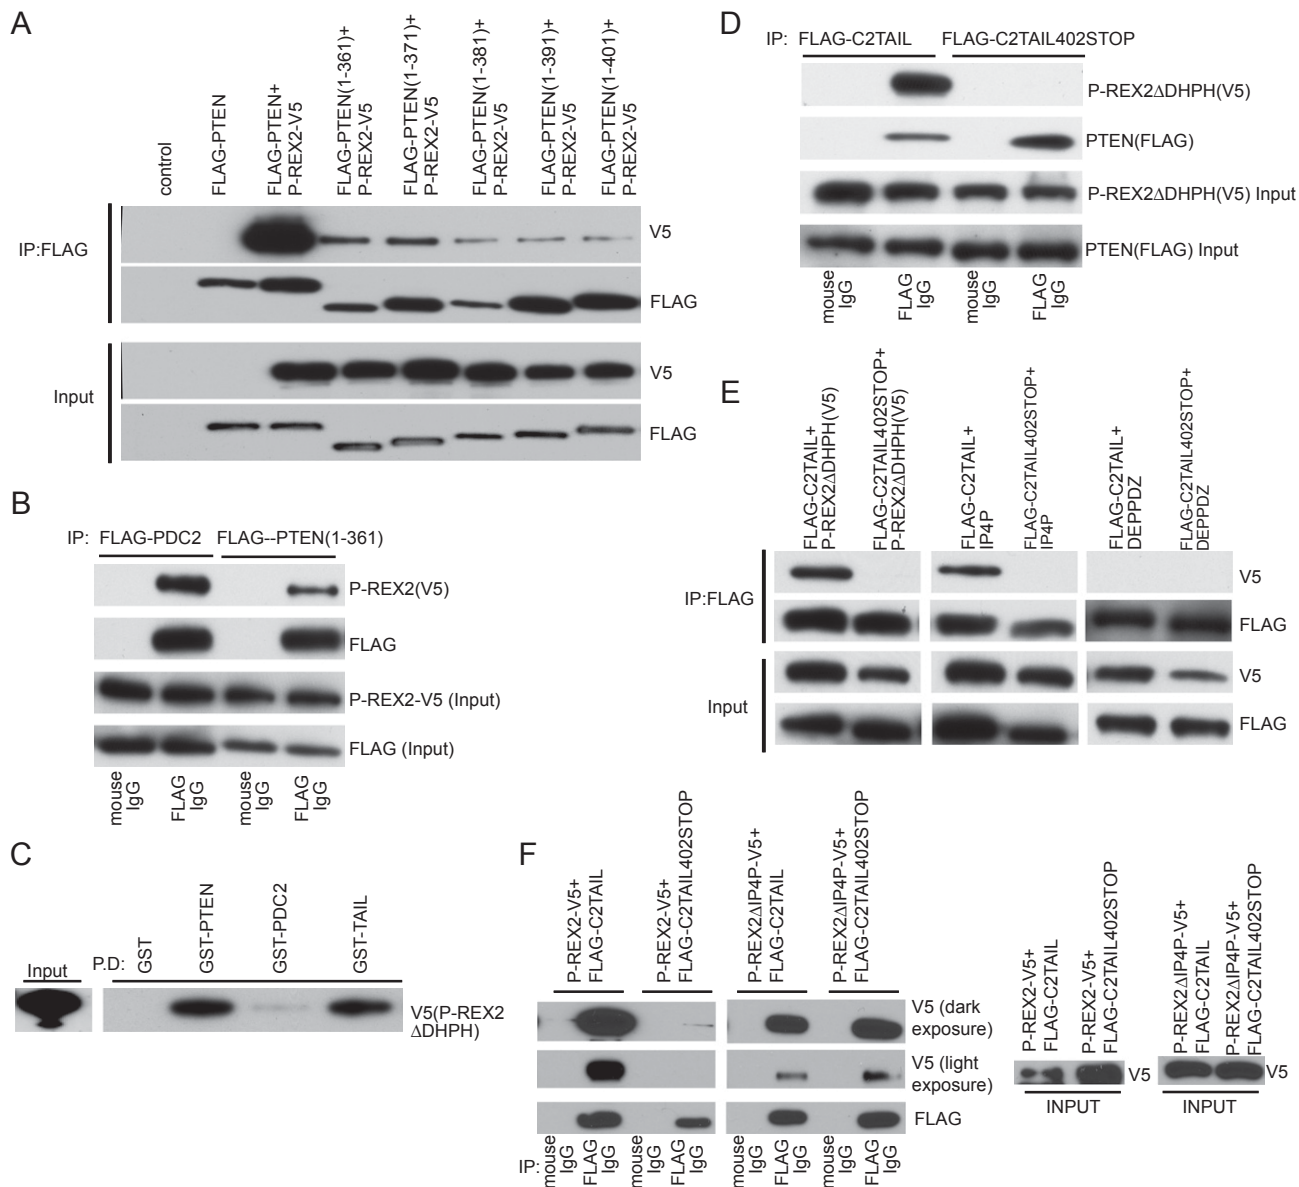 A
control
FLAG-PTEN
FLAG-PTEN+
P-REX2-V5
FLAG-PTEN(1-361)+
P-REX2-V5
FLAG-PTEN(1-371)+
P-REX2-V5
FLAG-PTEN(1-381)+
P-REX2-V5
FLAG-PTEN(1-391)+
P-REX2-V5
FLAG-PTEN(1-401)+
P-REX2-V5
IP:FLAG
V5
FLAG
Input
V5
FLAG
B
IP: FLAG-PDC2 FLAG--PTEN(1-361)
P-REX2(V5)
FLAG
P-REX2-V5 (Input)
FLAG (Input)
mouse
IgG
FLAG
IgG
mouse
IgG
FLAG
IgG
C
Input
P.D:
GST
GST-PTEN
GST-PDC2
GST-TAIL
V5(P-REX2
ΔDHPH)
D
IP: FLAG-C2TAIL FLAG-C2TAIL402STOP
P-REX2ΔDHPH(V5)
PTEN(FLAG)
P-REX2ΔDHPH(V5) Input
PTEN(FLAG) Input
mouse
IgG
FLAG
IgG
mouse
IgG
FLAG
IgG
E
FLAG-C2TAIL+
P-REX2ΔDHPH(V5)
FLAG-C2TAIL402STOP+
P-REX2ΔDHPH(V5)
FLAG-C2TAIL+
IP4P
FLAG-C2TAIL402STOP+
IP4P
FLAG-C2TAIL+
DEPPDZ
FLAG-C2TAIL402STOP+
DEPPDZ
IP:FLAG
V5
FLAG
Input
V5
FLAG
F
P-REX2-V5+
FLAG-C2TAIL
P-REX2-V5+
FLAG-C2TAIL402STOP
P-REX2ΔIP4P-V5+
FLAG-C2TAIL
P-REX2ΔIP4P-V5+
FLAG-C2TAIL402STOP
V5 (dark
exposure)
V5 (light
exposure)
FLAG
IP:
mouse
IgG
FLAG
IgG
mouse
IgG
FLAG
IgG
mouse
IgG
FLAG
IgG
mouse
IgG
FLAG
IgG
P-REX2-V5+
FLAG-C2TAIL
P-REX2-V5+
FLAG-C2TAIL402STOP
V5
INPUT
P-REX2ΔIP4P-V5+
FLAG-C2TAIL
P-REX2ΔIP4P-V5+
FLAG-C2TAIL402STOP
V5
INPUT